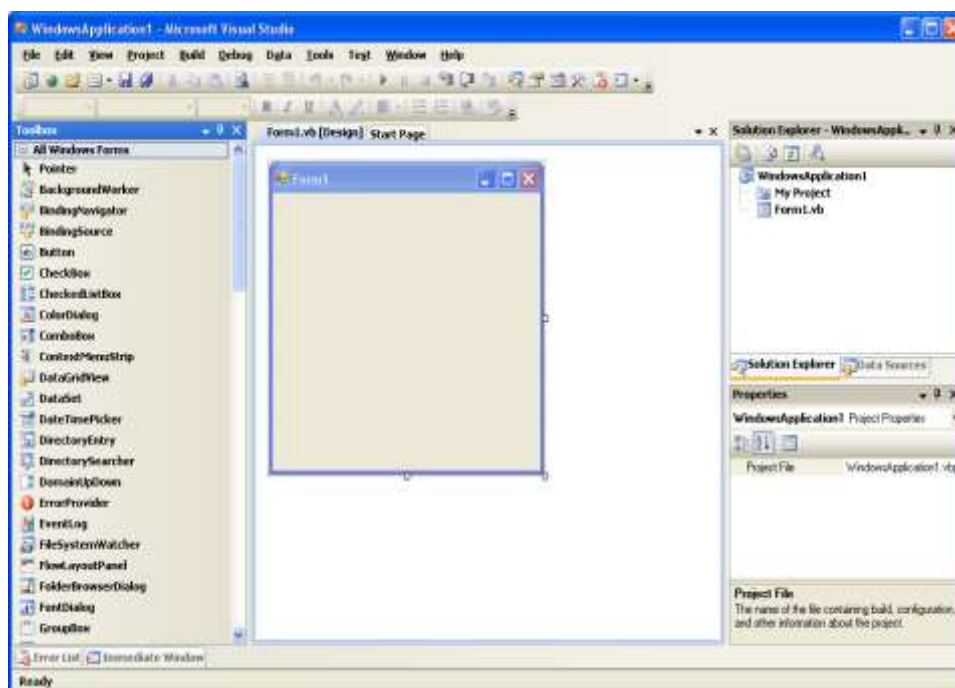 WindowsApplication1 - Microsoft Visual Studio
File Edit View Project Build Debug Data Tools Test Window Help
Toolbox
Form1.vb [Design] Start Page
Solution Explorer - WindowsAppl...
All Windows Forms
Pointer
BackgroundWorker
BindingNavigator
BindingSource
Button
CheckBox
CheckedListBox
ColorDialog
ComboBox
ContextMenuStrip
DataGridView
DataSet
DateTimePicker
DirectoryEntry
DirectorySearcher
DomainUpDown
ErrorProvider
EventLog
FileSystemWatcher
FlowLayoutPanel
FolderBrowserDialog
FontDialog
GroupBox
Form1
WindowsApplication1
My Project
Form1.vb
Solution Explorer Data Sources
Properties
WindowsApplication1 Project Properties
Project File WindowsApplication1.vb
Project File
The name of the file containing build, configuration,
and other information about the project.
Error List Immediate Window
Ready